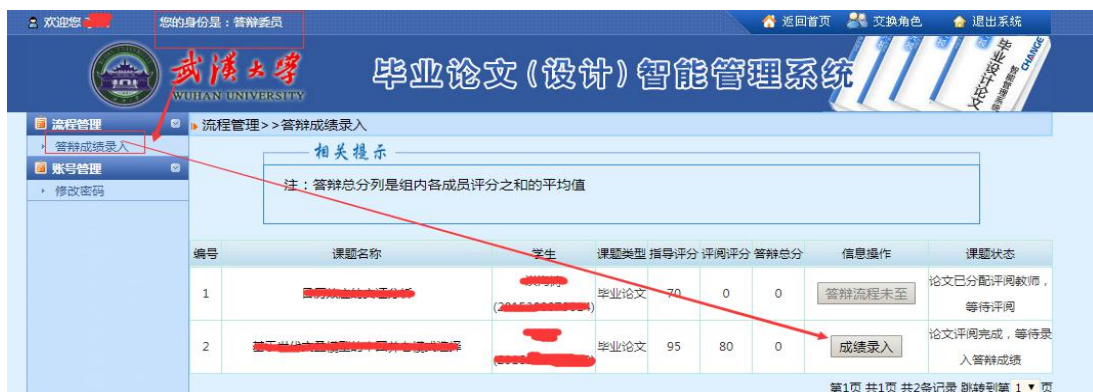 欢迎您
您的身份是：答辩委员
返回首页 交换角色 退出系统
武汉大学
WUHAN UNIVERSITY
毕业论文(设计)智能管理系统
毕业设计论文
智能管理系统
CHANGE
流程管理
流程管理>>答辩成绩录入
答辩成绩录入
相关提示
账号管理
注：答辩总分列是组内各成员评分之和的平均值
修改密码
编号 课题名称 学生 课题类型 指导评分 评阅评分 答辩总分 信息操作 课题状态
1 毕业论文 70 0 0 答辩流程未至 论文已分配评阅教师，
等待评阅
2 毕业论文 95 80 0 成绩录入 论文评阅完成，等待录
入答辩成绩
第1页 共1页 共2条记录 跳转到第 1 页